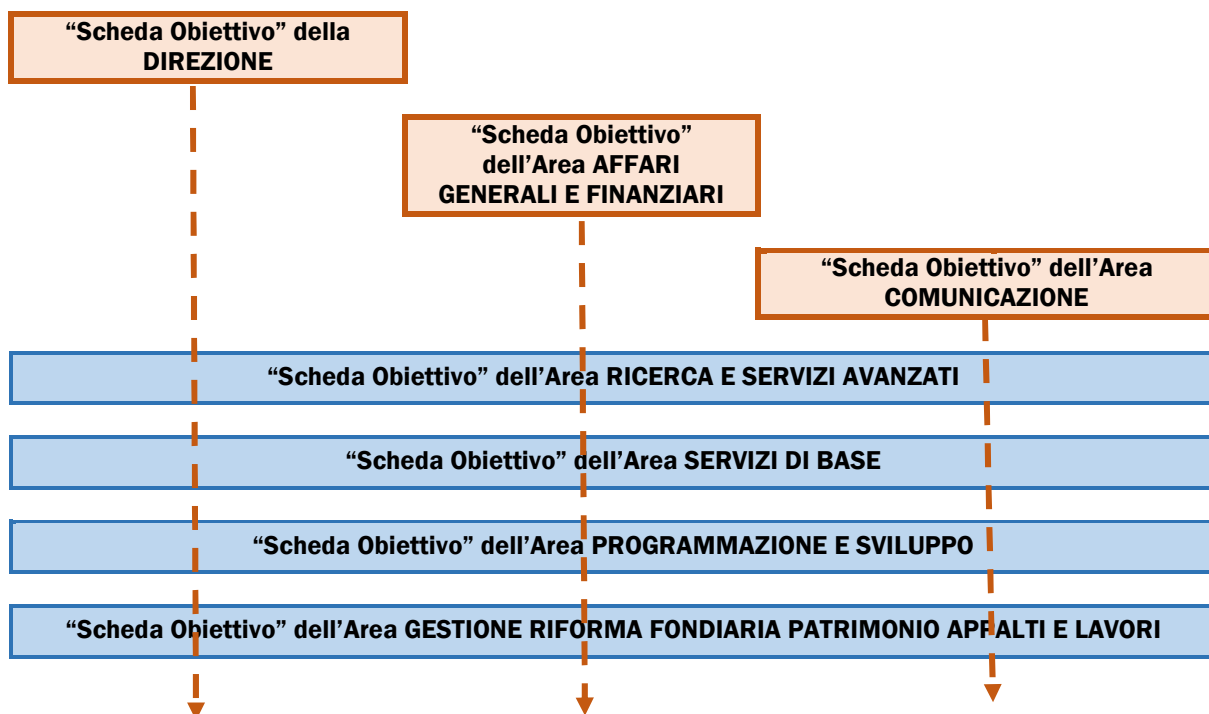 “Scheda Obiettivo” della
DIREZIONE
“Scheda Obiettivo”
dell’Area AFFARI
GENERALI E FINANZIARI
“Scheda Obiettivo” dell’Area
COMUNICAZIONE
“Scheda Obiettivo” dell’Area RICERCA E SERVIZI AVANZATI
“Scheda Obiettivo” dell’Area SERVIZI DI BASE
“Scheda Obiettivo” dell’Area PROGRAMMAZIONE E SVILUPPO
“Scheda Obiettivo” dell’Area GESTIONE RIFORMA FONDIARIA PATRIMONIO APPALTI E LAVORI